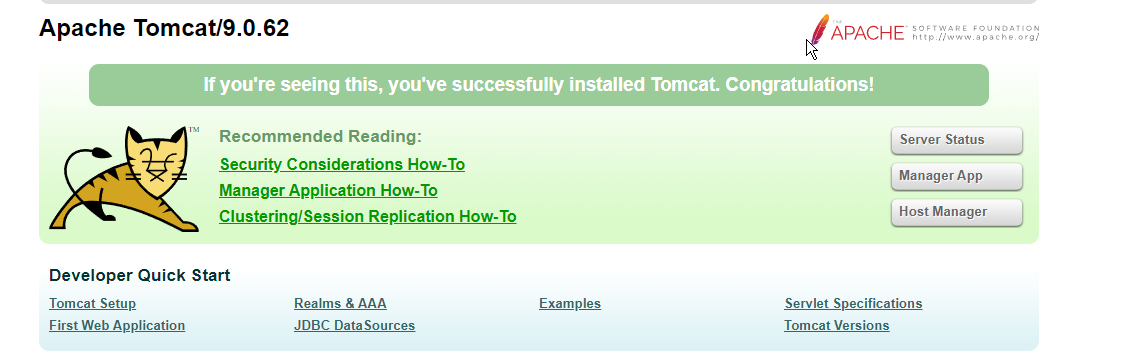 Apache Tomcat/9.0.62
THE
APACHE SOFTWARE FOUNDATION
http://www.apache.org/
If you're seeing this, you've successfully installed Tomcat. Congratulations!
TM
Recommended Reading:
Security Considerations How-To
Manager Application How-To
Clustering/Session Replication How-To
Server Status
Manager App
Host Manager
Developer Quick Start
Tomcat Setup
First Web Application
Realms & AAA
JDBC DataSources
Examples
Servlet Specifications
Tomcat Versions